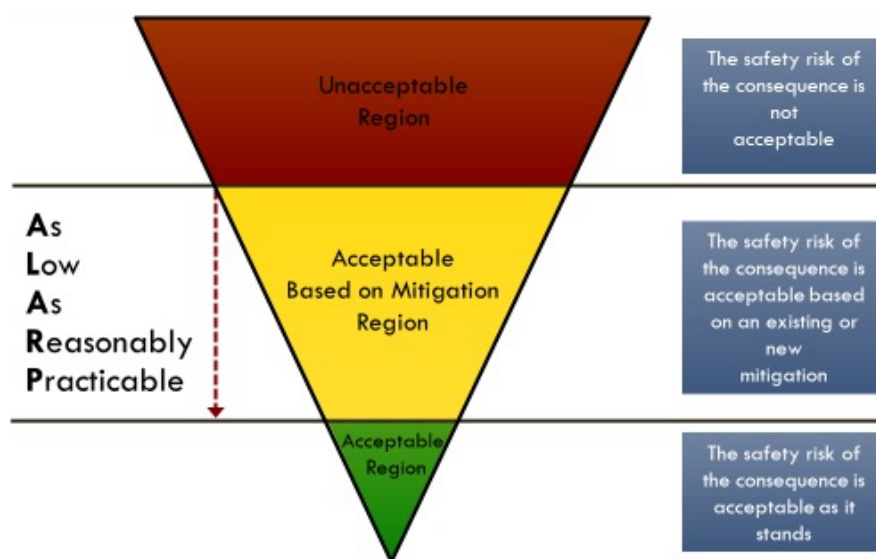 Unacceptable
Region
The safety risk of
the consequence is
not
acceptable
As
Low
As
Reasonably
Practicable
Acceptable
Based on Mitigation
Region
The safety risk of
the consequence is
acceptable based
on an existing or
new
mitigation
Acceptable
Region
The safety risk of
the consequence is
acceptable as it
stands